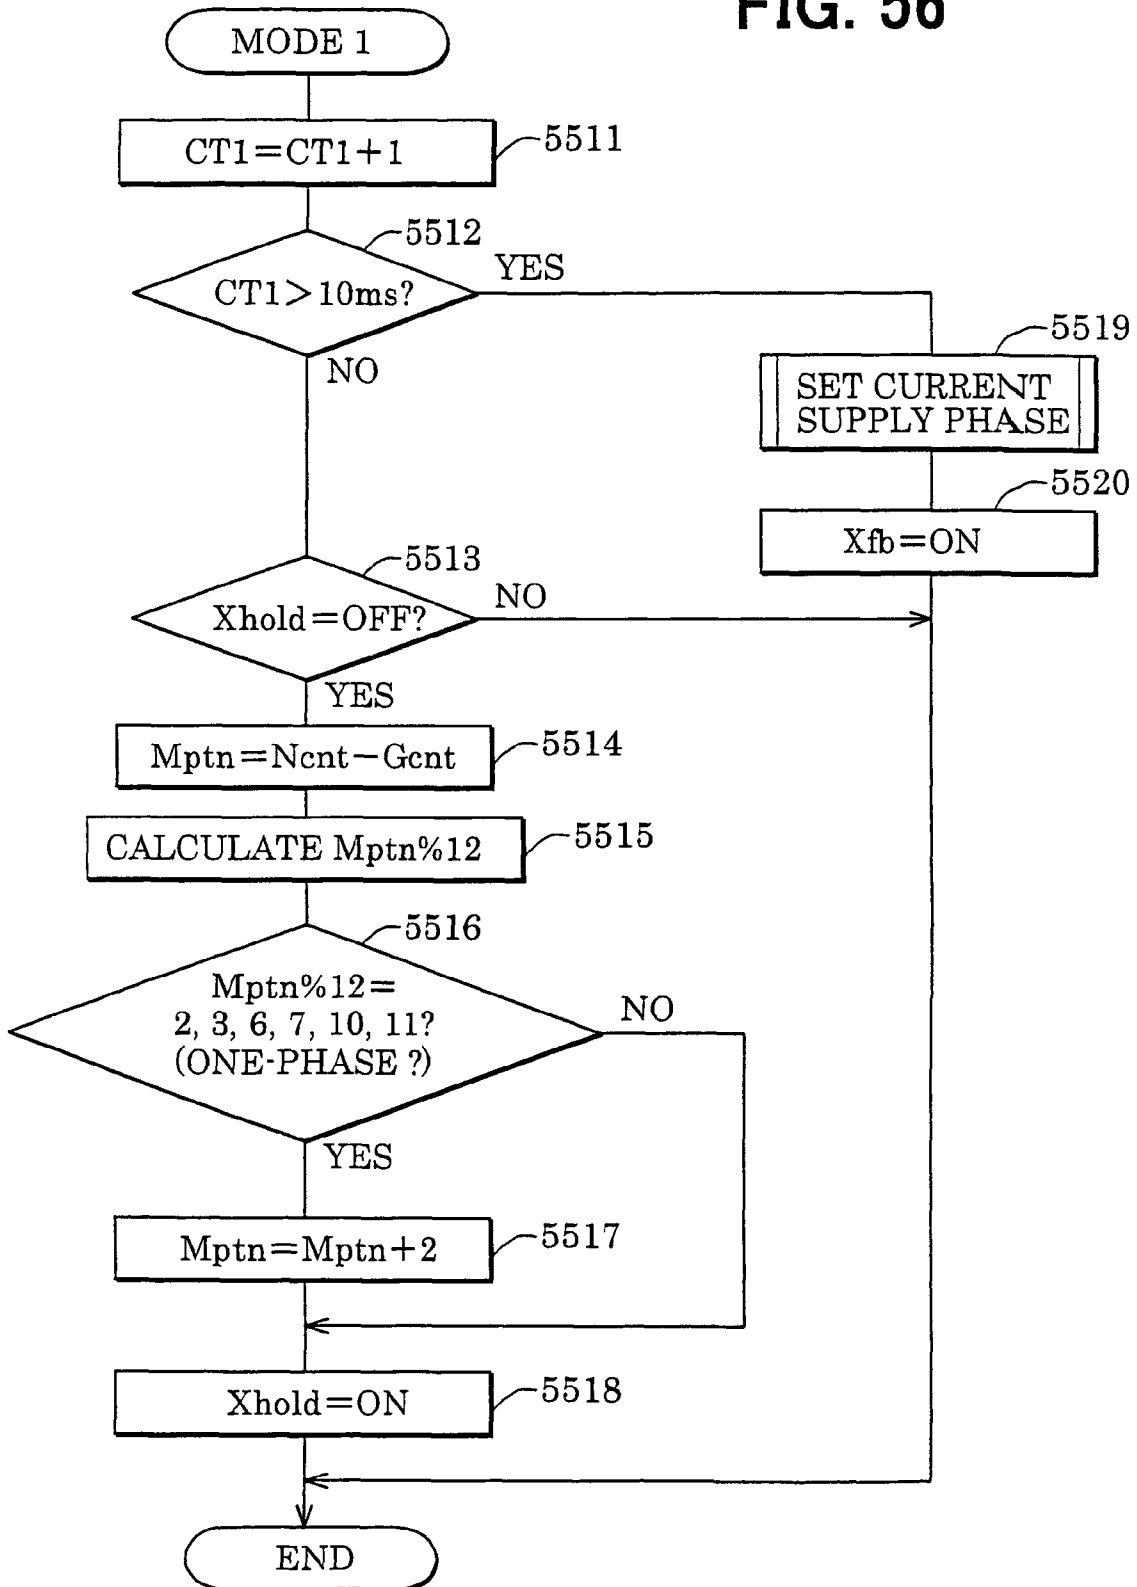 FIG. 56
MODE 1
CT1=CT1+1
5511
5512
CT1>10ms?
YES
NO
5519
SET CURRENT
SUPPLY PHASE
5520
Xfb=ON
5513
Xhold=OFF?
NO
YES
Mptn=Ncnt-Gcnt
5514
CALCULATE Mptn%12
5515
5516
Mptn%12=
2, 3, 6, 7, 10, 11?
(ONE-PHASE ?)
NO
YES
Mptn=Mptn+2
5517
Xhold=ON
5518
END